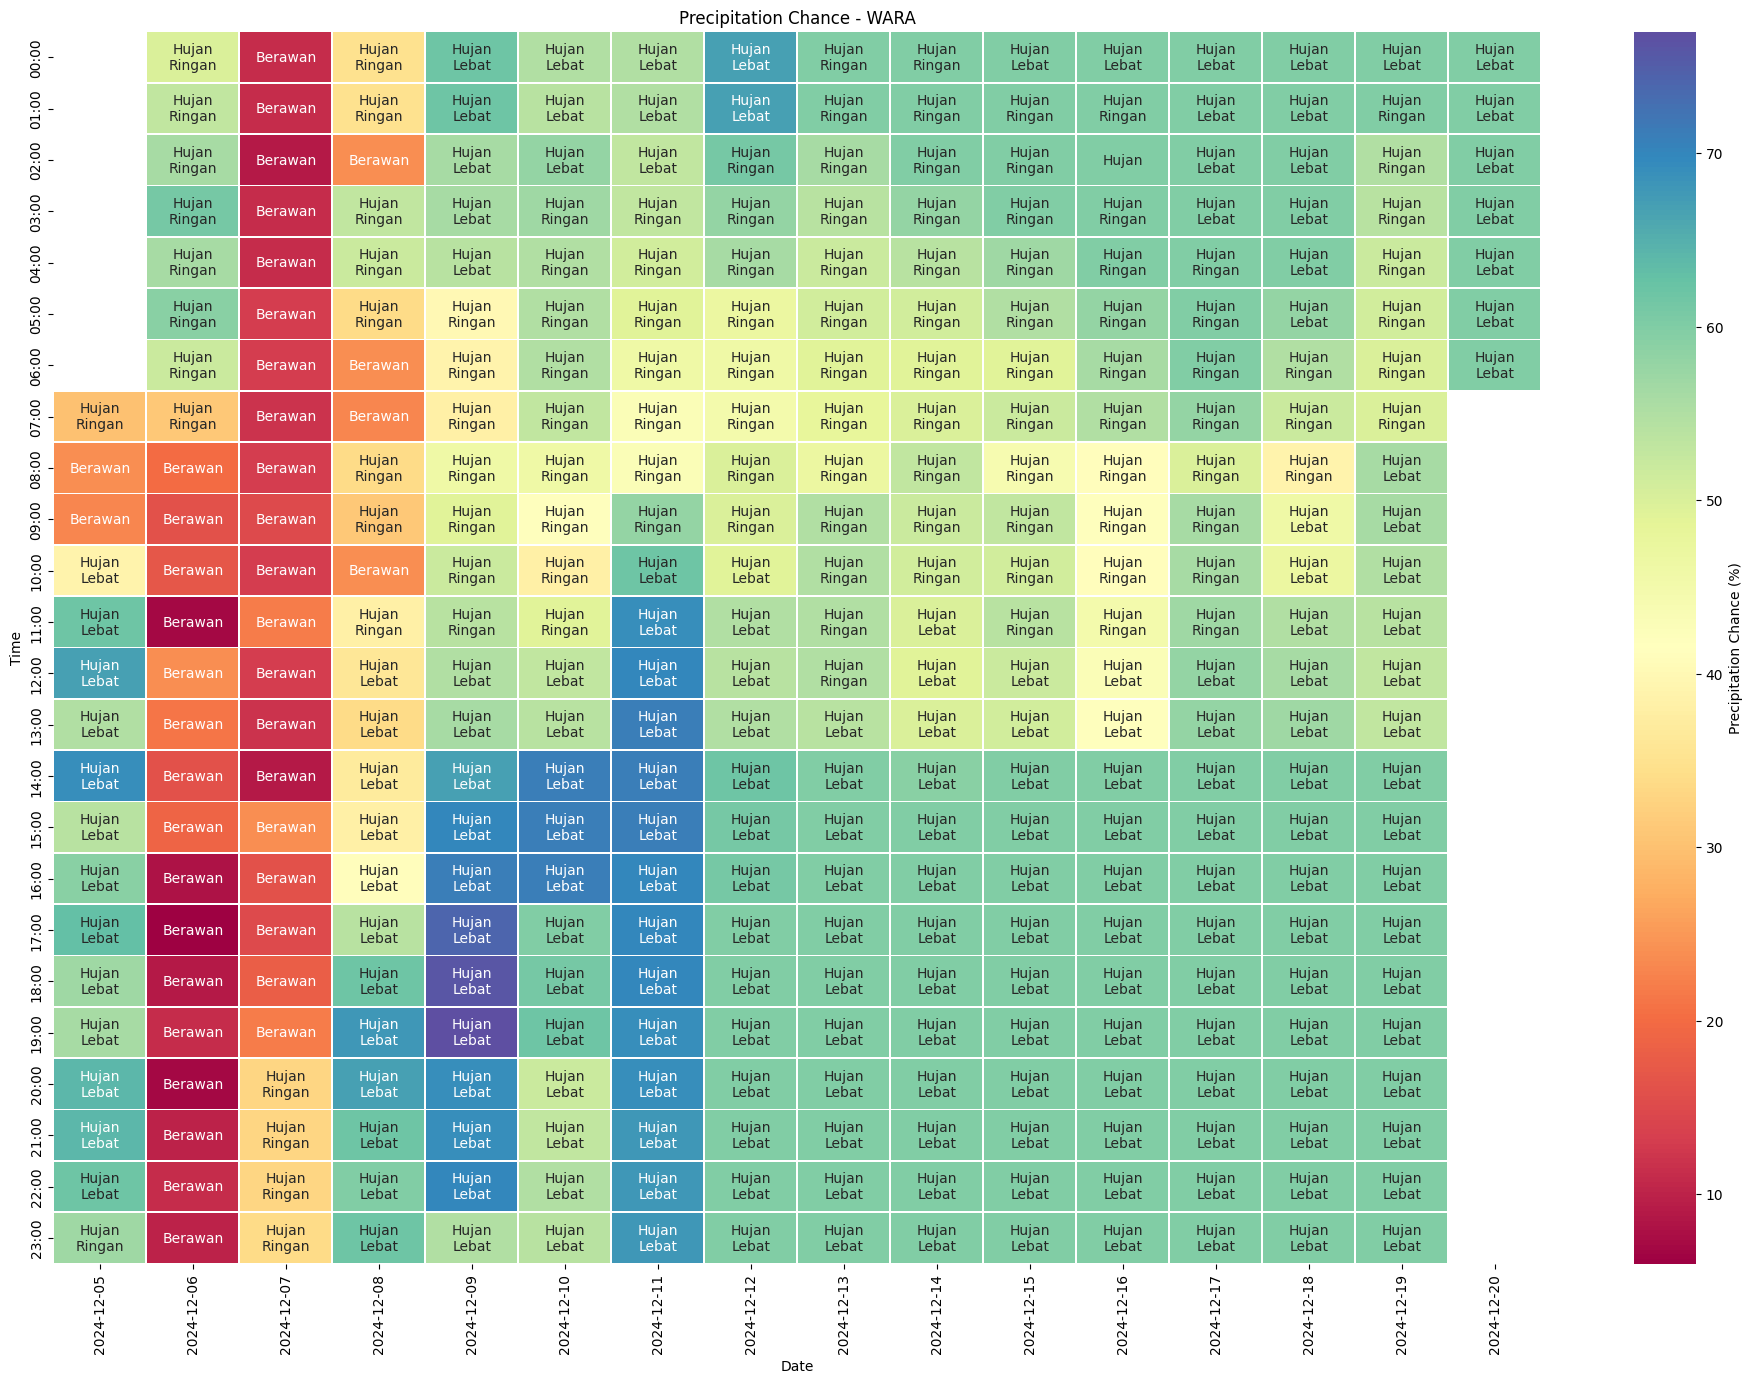 Precipitation Chance - WARA
00:00 Hujan Ringan Berawan Hujan Ringan Hujan Lebat Hujan Lebat Hujan Lebat Hujan Lebat Hujan Ringan Hujan Ringan Hujan Lebat Hujan Lebat Hujan Lebat Hujan Lebat Hujan Lebat Hujan Lebat
01:00 Hujan Ringan Berawan Hujan Ringan Hujan Lebat Hujan Lebat Hujan Lebat Hujan Lebat Hujan Ringan Hujan Ringan Hujan Ringan Hujan Ringan Hujan Lebat Hujan Lebat Hujan Ringan Hujan Lebat
02:00 Hujan Ringan Berawan Berawan Hujan Lebat Hujan Lebat Hujan Lebat Hujan Ringan Hujan Ringan Hujan Ringan Hujan Ringan Hujan Hujan Lebat Hujan Lebat Hujan Ringan Hujan Lebat
03:00 Hujan Ringan Berawan Hujan Ringan Hujan Lebat Hujan Ringan Hujan Ringan Hujan Ringan Hujan Ringan Hujan Ringan Hujan Ringan Hujan Ringan Hujan Lebat Hujan Lebat Hujan Ringan Hujan Lebat
04:00 Hujan Ringan Berawan Hujan Ringan Hujan Lebat Hujan Ringan Hujan Ringan Hujan Ringan Hujan Ringan Hujan Ringan Hujan Ringan Hujan Ringan Hujan Ringan Hujan Lebat Hujan Ringan Hujan Lebat
05:00 Hujan Ringan Berawan Hujan Ringan Hujan Ringan Hujan Ringan Hujan Ringan Hujan Ringan Hujan Ringan Hujan Ringan Hujan Ringan Hujan Ringan Hujan Ringan Hujan Lebat Hujan Ringan Hujan Lebat
06:00 Hujan Ringan Berawan Berawan Hujan Ringan Hujan Ringan Hujan Ringan Hujan Ringan Hujan Ringan Hujan Ringan Hujan Ringan Hujan Ringan Hujan Ringan Hujan Ringan Hujan Ringan Hujan Lebat
07:00 Hujan Ringan Hujan Ringan Berawan Berawan Hujan Ringan Hujan Ringan Hujan Ringan Hujan Ringan Hujan Ringan Hujan Ringan Hujan Ringan Hujan Ringan Hujan Ringan Hujan Ringan Hujan Ringan
08:00 Berawan Berawan Berawan Hujan Ringan Hujan Ringan Hujan Ringan Hujan Ringan Hujan Ringan Hujan Ringan Hujan Ringan Hujan Ringan Hujan Ringan Hujan Ringan Hujan Ringan Hujan Lebat
09:00 Berawan Berawan Berawan Hujan Ringan Hujan Ringan Hujan Ringan Hujan Ringan Hujan Ringan Hujan Ringan Hujan Ringan Hujan Ringan Hujan Ringan Hujan Ringan Hujan Lebat Hujan Lebat
10:00 Hujan Lebat Berawan Berawan Berawan Hujan Ringan Hujan Ringan Hujan Lebat Hujan Lebat Hujan Ringan Hujan Ringan Hujan Ringan Hujan Ringan Hujan Ringan Hujan Lebat Hujan Lebat
11:00 Hujan Lebat Berawan Berawan Hujan Ringan Hujan Ringan Hujan Ringan Hujan Lebat Hujan Lebat Hujan Ringan Hujan Lebat Hujan Ringan Hujan Ringan Hujan Ringan Hujan Lebat Hujan Lebat
12:00 Hujan Lebat Berawan Berawan Hujan Lebat Hujan Lebat Hujan Lebat Hujan Lebat Hujan Lebat Hujan Ringan Hujan Lebat Hujan Lebat Hujan Lebat Hujan Lebat Hujan Lebat Hujan Lebat
13:00 Hujan Lebat Berawan Berawan Hujan Lebat Hujan Lebat Hujan Lebat Hujan Lebat Hujan Lebat Hujan Lebat Hujan Lebat Hujan Lebat Hujan Lebat Hujan Lebat Hujan Lebat Hujan Lebat
14:00 Hujan Lebat Berawan Berawan Hujan Lebat Hujan Lebat Hujan Lebat Hujan Lebat Hujan Lebat Hujan Lebat Hujan Lebat Hujan Lebat Hujan Lebat Hujan Lebat Hujan Lebat Hujan Lebat
15:00 Hujan Lebat Berawan Berawan Hujan Lebat Hujan Lebat Hujan Lebat Hujan Lebat Hujan Lebat Hujan Lebat Hujan Lebat Hujan Lebat Hujan Lebat Hujan Lebat Hujan Lebat Hujan Lebat
16:00 Hujan Lebat Berawan Berawan Hujan Lebat Hujan Lebat Hujan Lebat Hujan Lebat Hujan Lebat Hujan Lebat Hujan Lebat Hujan Lebat Hujan Lebat Hujan Lebat Hujan Lebat Hujan Lebat
17:00 Hujan Lebat Berawan Berawan Hujan Lebat Hujan Lebat Hujan Lebat Hujan Lebat Hujan Lebat Hujan Lebat Hujan Lebat Hujan Lebat Hujan Lebat Hujan Lebat Hujan Lebat Hujan Lebat
18:00 Hujan Lebat Berawan Berawan Hujan Lebat Hujan Lebat Hujan Lebat Hujan Lebat Hujan Lebat Hujan Lebat Hujan Lebat Hujan Lebat Hujan Lebat Hujan Lebat Hujan Lebat Hujan Lebat
19:00 Hujan Lebat Berawan Berawan Hujan Lebat Hujan Lebat Hujan Lebat Hujan Lebat Hujan Lebat Hujan Lebat Hujan Lebat Hujan Lebat Hujan Lebat Hujan Lebat Hujan Lebat Hujan Lebat
20:00 Hujan Lebat Berawan Hujan Ringan Hujan Lebat Hujan Lebat Hujan Lebat Hujan Lebat Hujan Lebat Hujan Lebat Hujan Lebat Hujan Lebat Hujan Lebat Hujan Lebat Hujan Lebat Hujan Lebat
21:00 Hujan Lebat Berawan Hujan Ringan Hujan Lebat Hujan Lebat Hujan Lebat Hujan Lebat Hujan Lebat Hujan Lebat Hujan Lebat Hujan Lebat Hujan Lebat Hujan Lebat Hujan Lebat Hujan Lebat
22:00 Hujan Lebat Berawan Hujan Ringan Hujan Lebat Hujan Lebat Hujan Lebat Hujan Lebat Hujan Lebat Hujan Lebat Hujan Lebat Hujan Lebat Hujan Lebat Hujan Lebat Hujan Lebat Hujan Lebat
23:00 Hujan Ringan Berawan Hujan Ringan Hujan Lebat Hujan Lebat Hujan Lebat Hujan Lebat Hujan Lebat Hujan Lebat Hujan Lebat Hujan Lebat Hujan Lebat Hujan Lebat Hujan Lebat Hujan Lebat
Time
2024-12-05 2024-12-06 2024-12-07 2024-12-08 2024-12-09 2024-12-10 2024-12-11 2024-12-12 2024-12-13 2024-12-14 2024-12-15 2024-12-16 2024-12-17 2024-12-18 2024-12-19 2024-12-20
Date
70
60
50
40
30
20
10
Precipitation Chance (%)